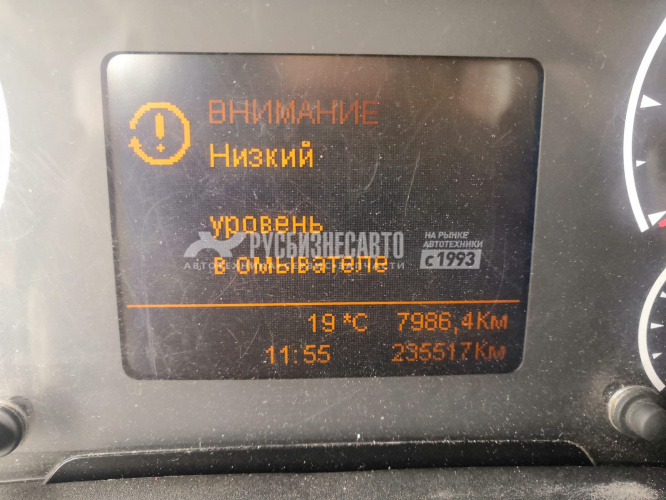 ВНИМАНИЕ
Низкий
уровень
РУСБИЗНЕСАВТО
НА РЫНКЕ
АВТОТЕХНИКИ
с 1993
в омывателе
19 °C 7986,4Км
11:55 235517Км